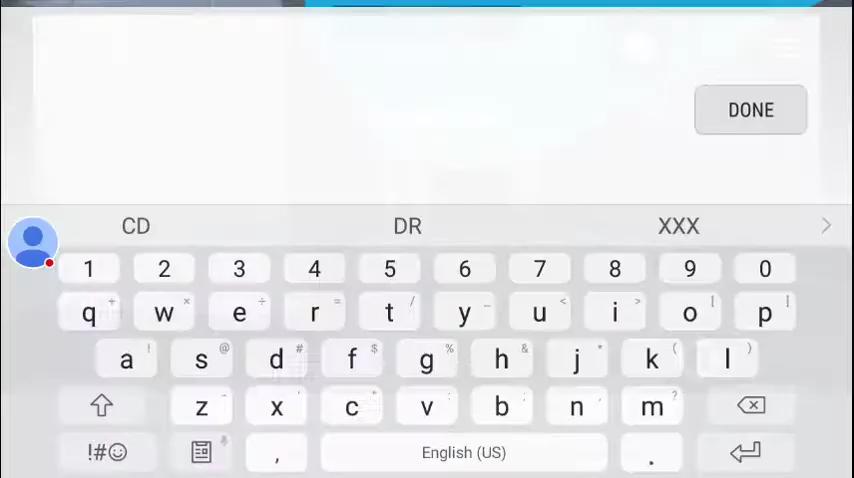 DONE
CD DR XXX >
1 2 3 4 5 6 7 8 9 0
q + w × e ÷ r = t / y _ u < i > o [ p ]
a ! s @ d # f $ g % h & j * k ( l )
z - x ' c " v : b ; n , m ?
!#☺ , English (US) .